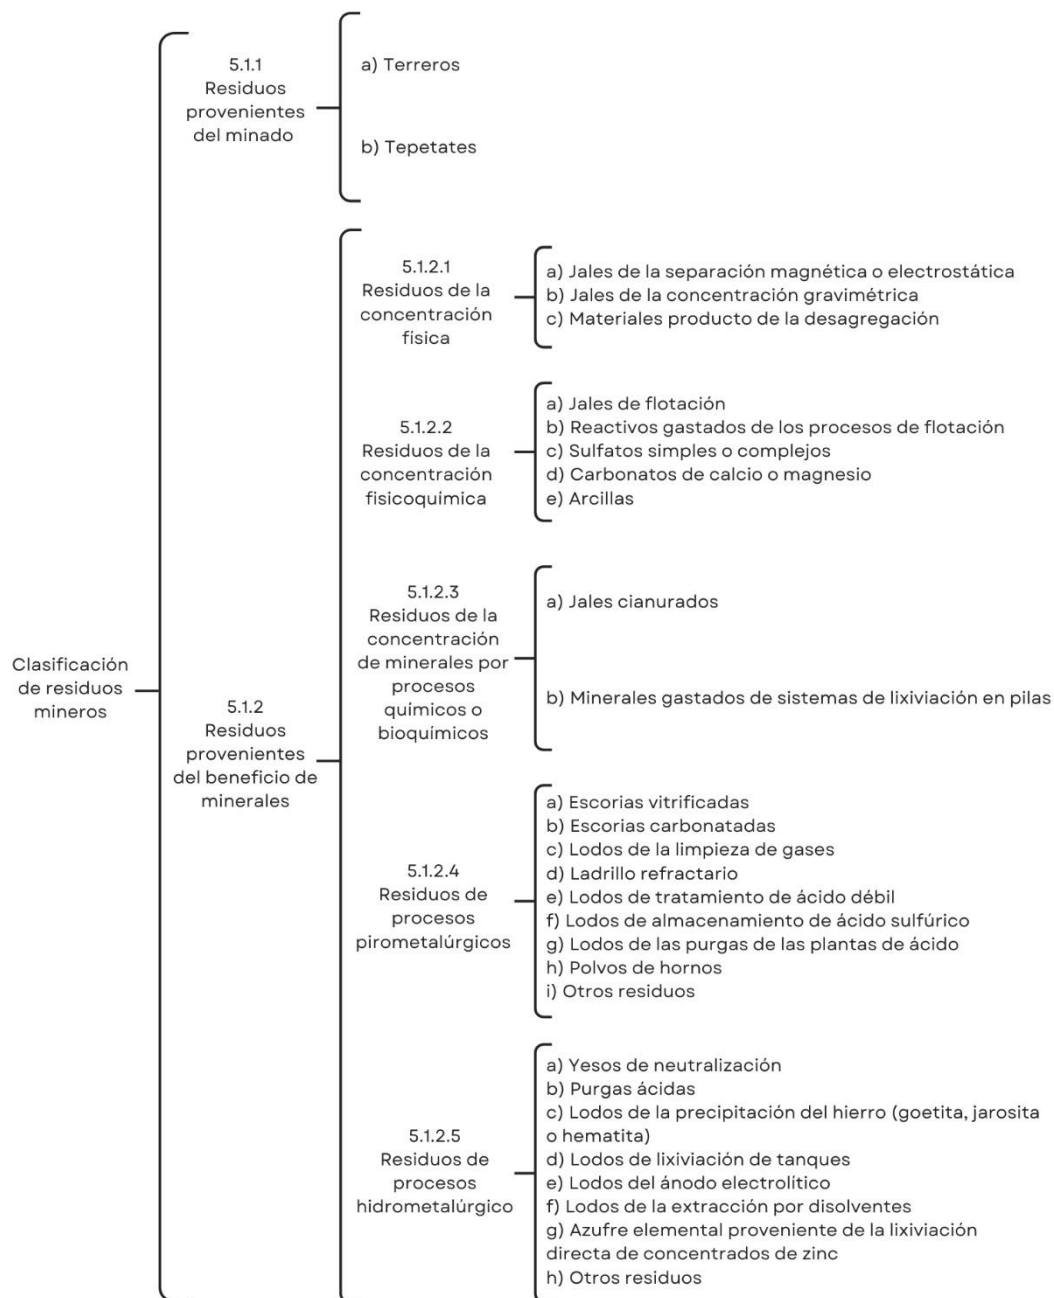 Clasificación
de residuos
mineros
5.1.1
Residuos
provenientes
del minado
a) Terreros
b) Tepetates
5.1.2
Residuos
provenientes
del beneficio de
minerales
5.1.2.1
Residuos de la
concentración
física
a) Jales de la separación magnética o electrostática
b) Jales de la concentración gravimétrica
c) Materiales producto de la desagregación
5.1.2.2
Residuos de la
concentración
fisicoquímica
a) Jales de flotación
b) Reactivos gastados de los procesos de flotación
c) Sulfatos simples o complejos
d) Carbonatos de calcio o magnesio
e) Arcillas
5.1.2.3
Residuos de la
concentración
de minerales por
procesos
químicos o
bioquímicos
a) Jales cianurados
b) Minerales gastados de sistemas de lixiviación en pilas
5.1.2.4
Residuos de
procesos
pirometalúrgicos
a) Escorias vitrificadas
b) Escorias carbonatadas
c) Lodos de la limpieza de gases
d) Ladrillo refractario
e) Lodos de tratamiento de ácido débil
f) Lodos de almacenamiento de ácido sulfúrico
g) Lodos de las purgas de las plantas de ácido
h) Polvos de hornos
i) Otros residuos
5.1.2.5
Residuos de
procesos
hidrometalúrgico
a) Yesos de neutralización
b) Purgas ácidas
c) Lodos de la precipitación del hierro (goetita, jarosita
o hematita)
d) Lodos de lixiviación de tanques
e) Lodos del ánodo electrolítico
f) Lodos de la extracción por disolventes
g) Azufre elemental proveniente de la lixiviación
directa de concentrados de zinc
h) Otros residuos